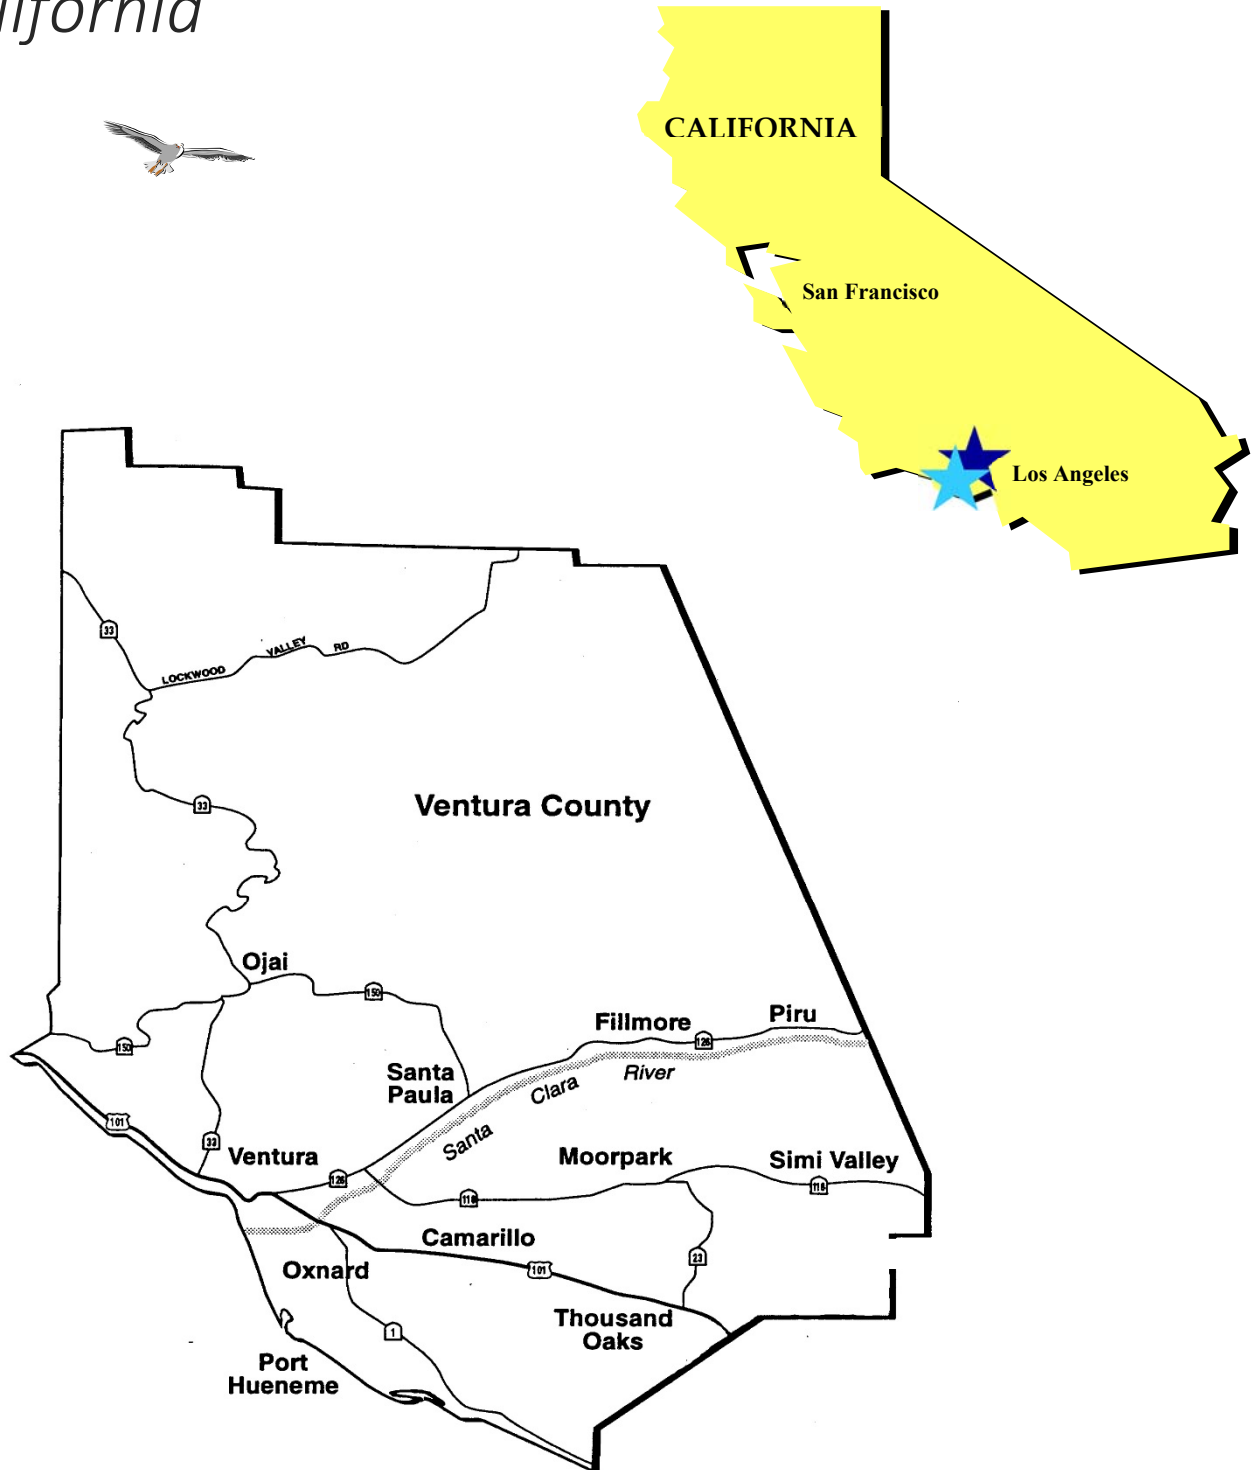 lifornia
CALIFORNIA
San Francisco
Los Angeles
33
LOCKWOOD VALLEY RD
33
Ventura County
Ojai
150
Fillmore
Piru
126
150
Santa
Paula
Santa Clara River
101
33
Ventura
126
Moorpark
Simi Valley
118
118
Camarillo
23
Oxnard
101
Thousand
Oaks
1
Port
Hueneme